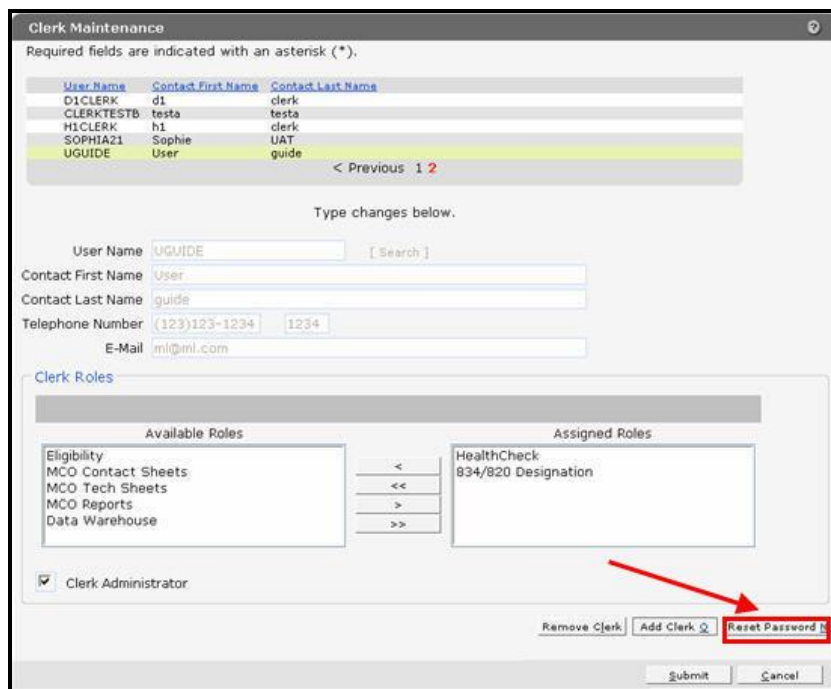 Clerk Maintenance ?
Required fields are indicated with an asterisk (*).
User Name Contact First Name Contact Last Name
D1CLERK d1 clerk
CLERKTESTB testa testa
H1CLERK h1 clerk
SOPHIA21 Sophie UAT
UGUIDE User guide
< Previous 1 2
Type changes below.
User Name UGUIDE [ Search ]
Contact First Name User
Contact Last Name guide
Telephone Number (123)123-1234 1234
E-Mail ml@ml.com
Clerk Roles
Available Roles Assigned Roles
Eligibility < HealthCheck
MCO Contact Sheets << 834/820 Designation
MCO Tech Sheets >
MCO Reports >>
Data Warehouse
Clerk Administrator
Remove Clerk Add Clerk Q Reset Password
Submit Cancel